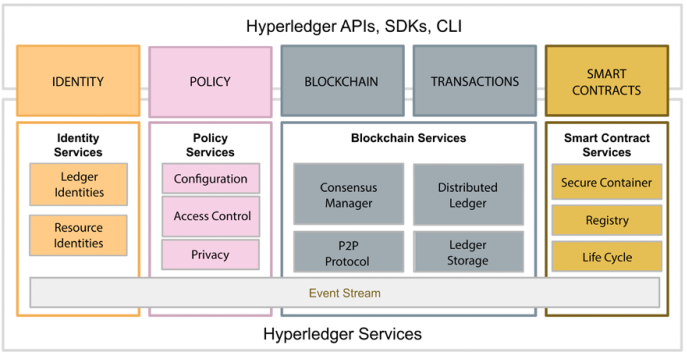 Hyperledger APIs, SDKs, CLI
IDENTITY
POLICY
BLOCKCHAIN
TRANSACTIONS
SMART
CONTRACTS
Identity
Services
Ledger
Identities
Resource
Identities
Policy
Services
Configuration
Access Control
Privacy
Blockchain Services
Consensus
Manager
Distributed
Ledger
P2P
Protocol
Ledger
Storage
Smart Contract
Services
Secure Container
Registry
Life Cycle
Event Stream
Hyperledger Services